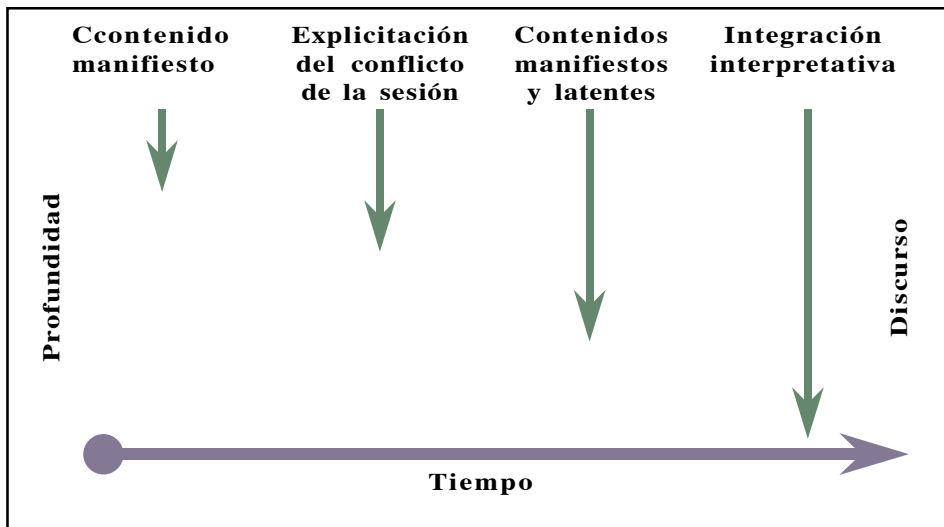 Ccontenido
manifiesto
Explicitación
del conflicto
de la sesión
Contenidos
manifiestos
y latentes
Integración
interpretativa
Profundidad
Discurso
Tiempo